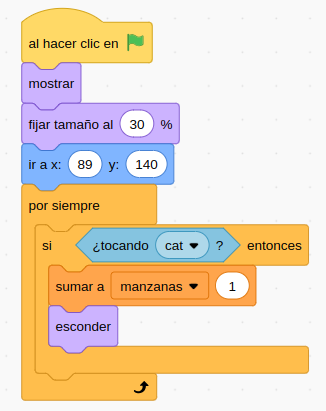 al hacer clic en
mostrar
fijar tamaño al 30 %
ir a x: 89 y: 140
por siempre
si ¿tocando cat ? entonces
sumar a manzanas 1
esconder